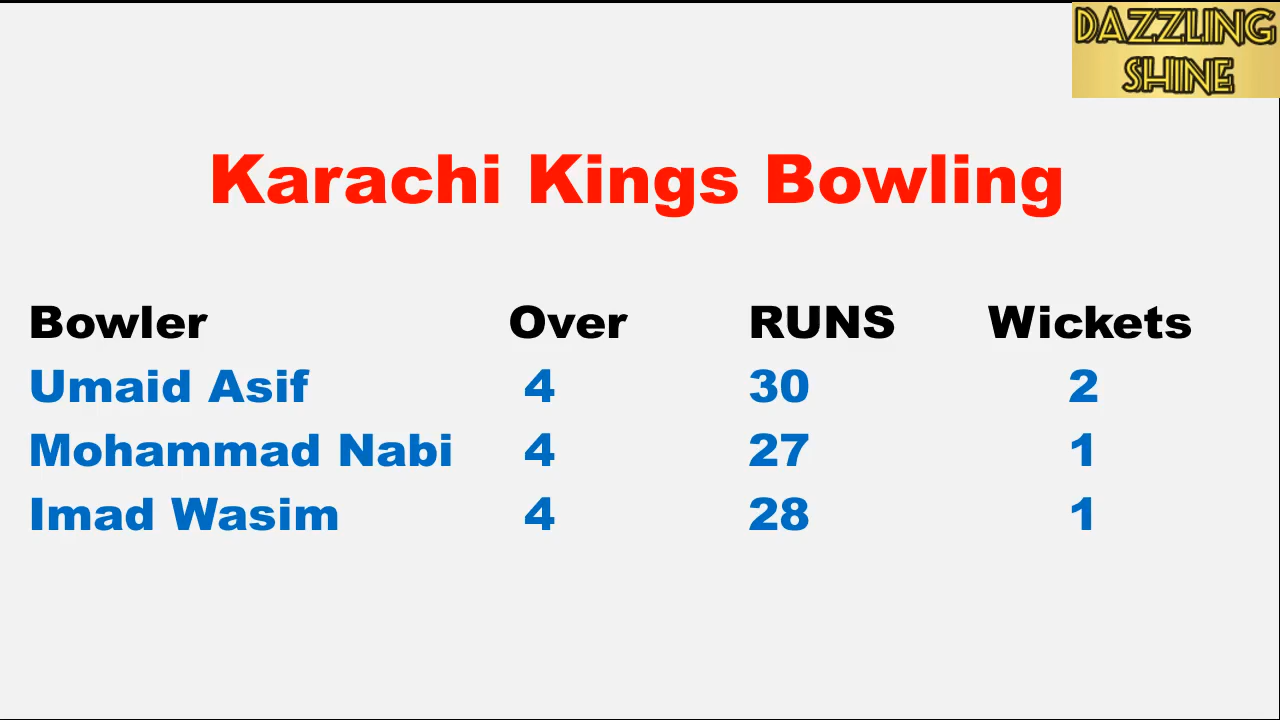 DAZZLING
SHINE
Karachi Kings Bowling
Bowler Over RUNS Wickets
Umaid Asif 4 30 2
Mohammad Nabi 4 27 1
Imad Wasim 4 28 1